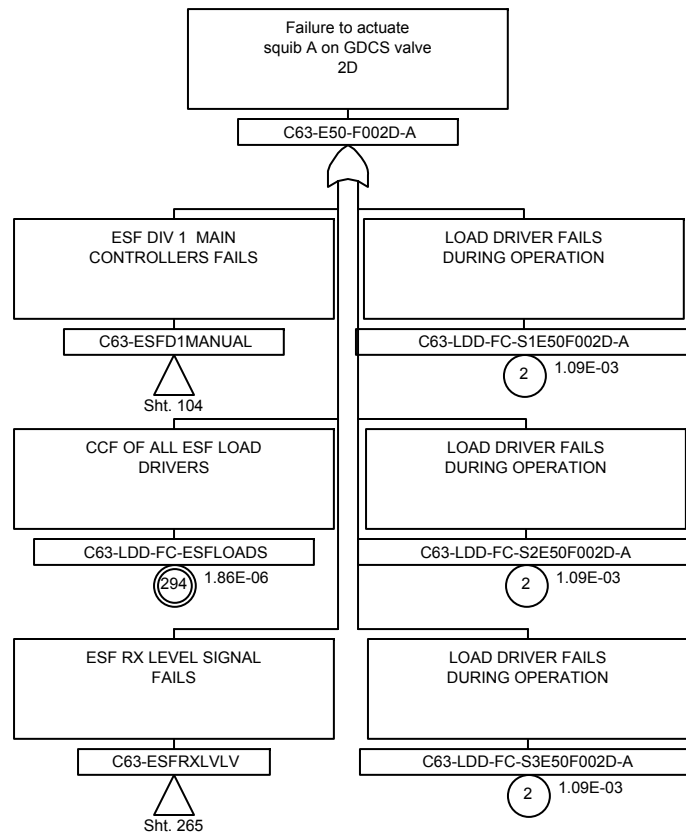 Failure to actuate
squib A on GDCS valve
2D
C63-E50-F002D-A
ESF DIV 1 MAIN
CONTROLLERS FAILS
C63-ESFD1MANUAL
Sht. 104
LOAD DRIVER FAILS
DURING OPERATION
C63-LDD-FC-S1E50F002D-A
2
1.09E-03
CCF OF ALL ESF LOAD
DRIVERS
C63-LDD-FC-ESFLOADS
294
1.86E-06
LOAD DRIVER FAILS
DURING OPERATION
C63-LDD-FC-S2E50F002D-A
2
1.09E-03
ESF RX LEVEL SIGNAL
FAILS
C63-ESFRXLVLV
Sht. 265
LOAD DRIVER FAILS
DURING OPERATION
C63-LDD-FC-S3E50F002D-A
2
1.09E-03